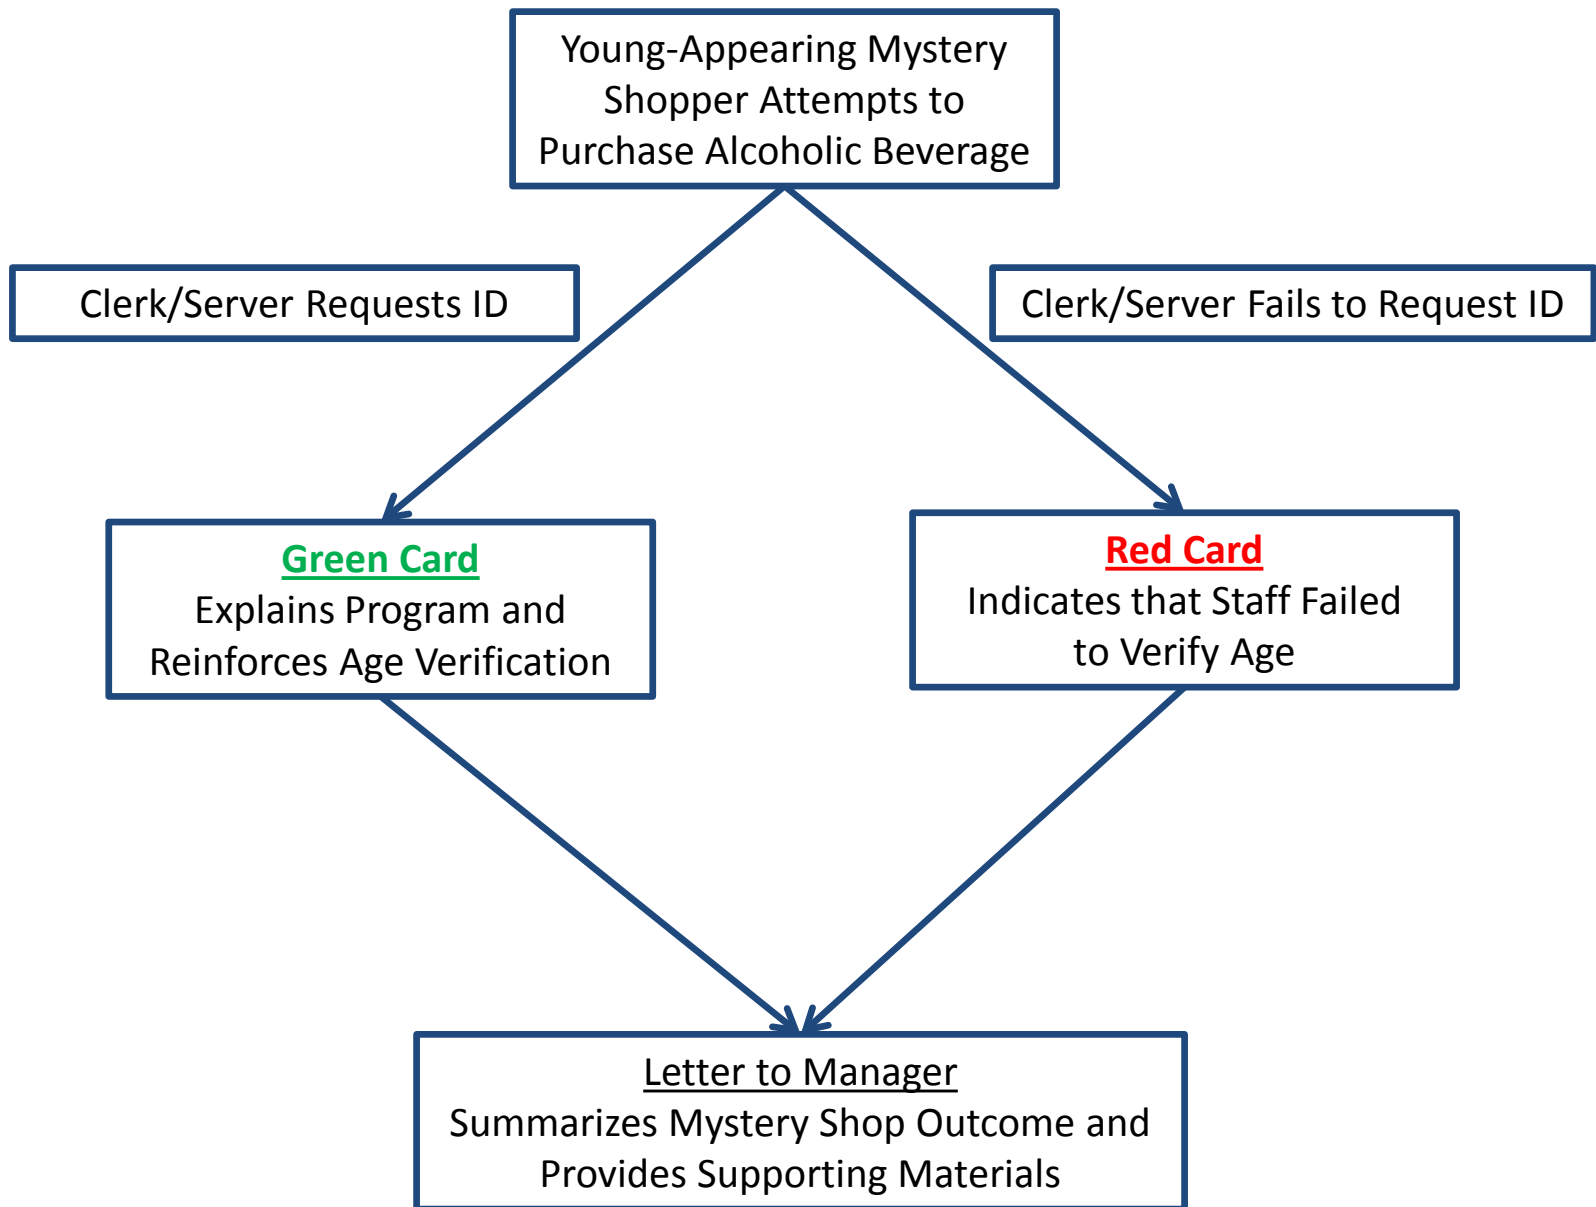 Young-Appearing Mystery
Shopper Attempts to
Purchase Alcoholic Beverage
Clerk/Server Requests ID
Clerk/Server Fails to Request ID
Green Card
Explains Program and
Reinforces Age Verification
Red Card
Indicates that Staff Failed
to Verify Age
Letter to Manager
Summarizes Mystery Shop Outcome and
Provides Supporting Materials